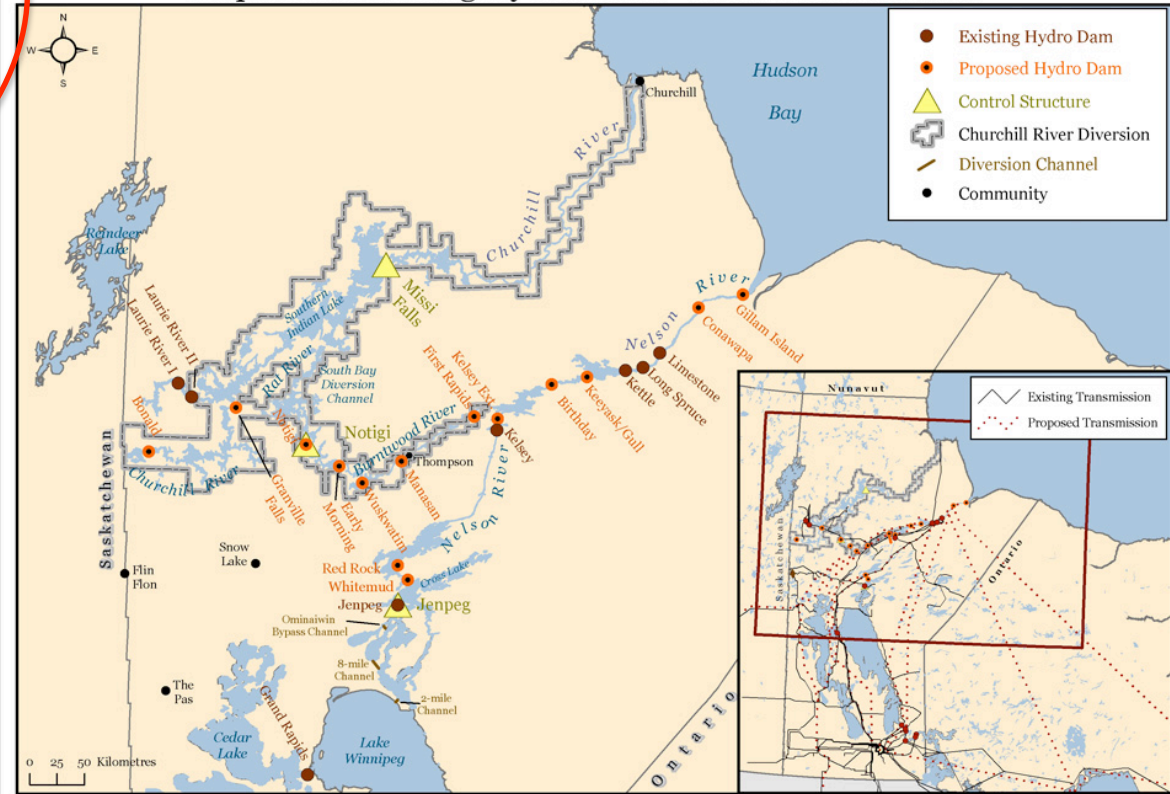 N
W
E
S
Hudson
Bay
Existing Hydro Dam
Proposed Hydro Dam
Control Structure
Churchill River Diversion
Diversion Channel
Community
Churchill
Churchill River
Reindeer
Lake
Missi
Falls
Southern
Indian Lake
Laurie River II
Laurie River I
Rat River
South Bay
Diversion
Channel
Nelson River
Gillam Island
Conawapa
Limestone
Long Spruce
Kettle
Keeyask/Gull
Birthday
Kelsey Ext
First Rapids
Kelsey
Bonald
Notigi
Notigi
Burntwood River
Thompson
Manasan
Wuskwatim
Early
Morning
Granville
Falls
Churchill River
Saskatchewan
Nelson River
Snow
Lake
Flin
Flon
Red Rock
Whitemud
Cross Lake
Jenpeg
Jenpeg
Ominaiwin
Bypass Channel
8-mile
Channel
2-mile
Channel
The
Pas
Grand Rapids
Cedar
Lake
Lake
Winnipeg
Ontario
0 25 50 Kilometres
Nunavut
Existing Transmission
Proposed Transmission
Saskatchewan
Ontario